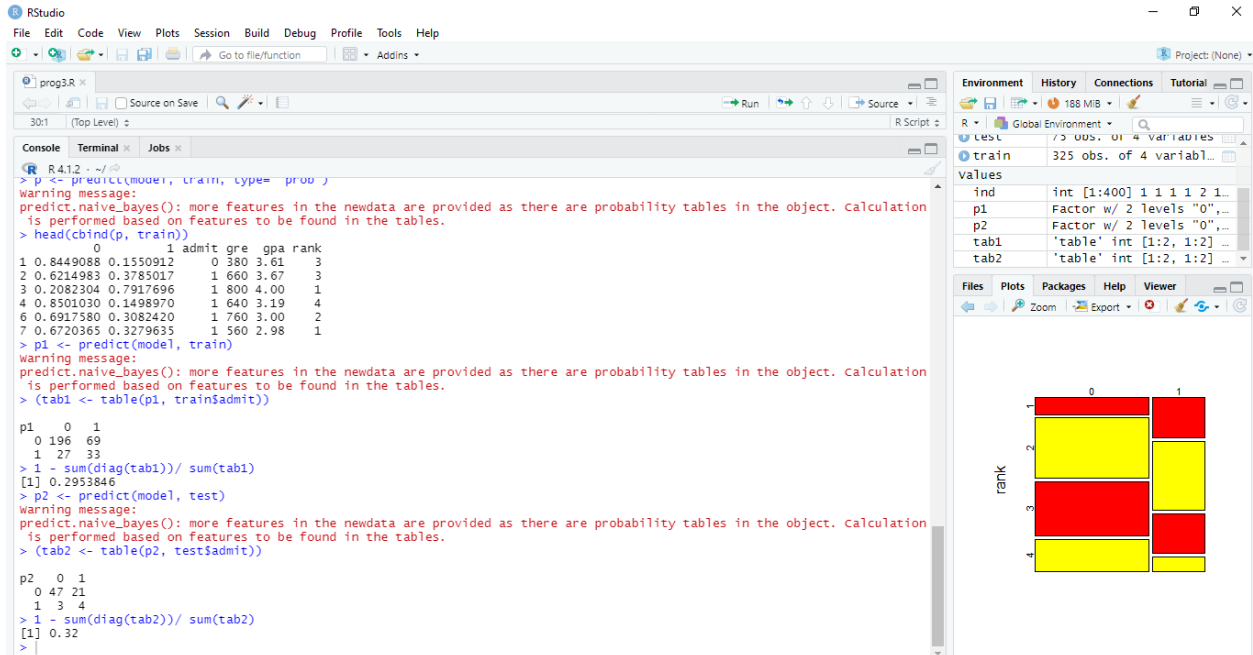 RStudio
File Edit Code View Plots Session Build Debug Profile Tools Help
Go to file/function Addins Project: (None)
prog3.R
Source on Save Run Source
30:1 (Top Level) R Script
Console Terminal Jobs
R 4.1.2 · ~/
> p <- predict(model, train, type= "prob")
Warning message:
predict.naive_bayes(): more features in the newdata are provided as there are probability tables in the object. Calculation
is performed based on features to be found in the tables.
> head(cbind(p, train))
0 1 admit gre gpa rank
1 0.8449088 0.1550912 0 380 3.61 3
2 0.6214983 0.3785017 1 660 3.67 3
3 0.2082304 0.7917696 1 800 4.00 1
4 0.8501030 0.1498970 1 640 3.19 4
6 0.6917580 0.3082420 1 760 3.00 2
7 0.6720365 0.3279635 1 560 2.98 1
> p1 <- predict(model, train)
Warning message:
predict.naive_bayes(): more features in the newdata are provided as there are probability tables in the object. Calculation
is performed based on features to be found in the tables.
> (tab1 <- table(p1, train$admit))
p1 0 1
0 196 69
1 27 33
> 1 - sum(diag(tab1))/ sum(tab1)
[1] 0.2953846
> p2 <- predict(model, test)
Warning message:
predict.naive_bayes(): more features in the newdata are provided as there are probability tables in the object. Calculation
is performed based on features to be found in the tables.
> (tab2 <- table(p2, test$admit))
p2 0 1
0 47 21
1 3 4
> 1 - sum(diag(tab2))/ sum(tab2)
[1] 0.32
>
Environment History Connections Tutorial
188 MiB
R Global Environment
test 75 obs. of 4 variables
train 325 obs. of 4 variabl…
Values
ind int [1:400] 1 1 1 1 2 1…
p1 Factor w/ 2 levels "0",…
p2 Factor w/ 2 levels "0",…
tab1 'table' int [1:2, 1:2] …
tab2 'table' int [1:2, 1:2] …
Files Plots Packages Help Viewer
Zoom Export
0 1
1
2
rank
3
4